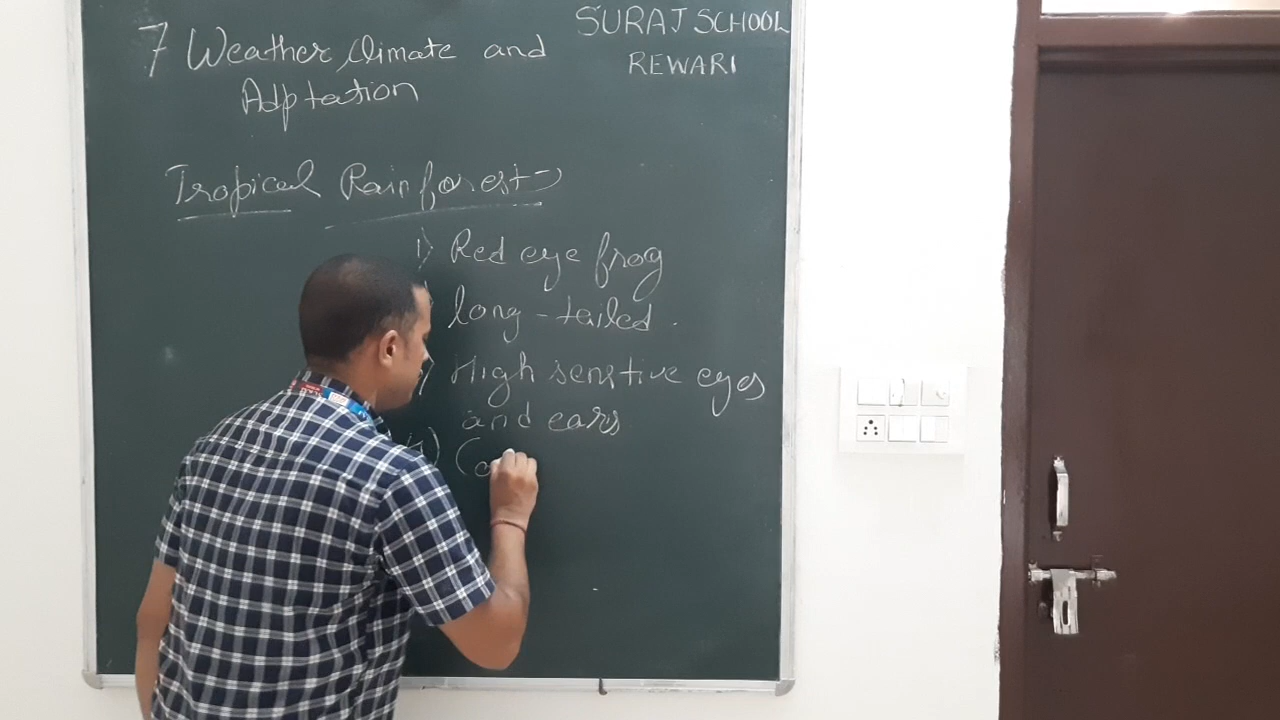 7 Weather, climate and
Adptation
SURAJ SCHOOL
REWARI
Tropical Rainforest -
1) Red eye frog
long - tailed .
High sensitive eyes
and ears